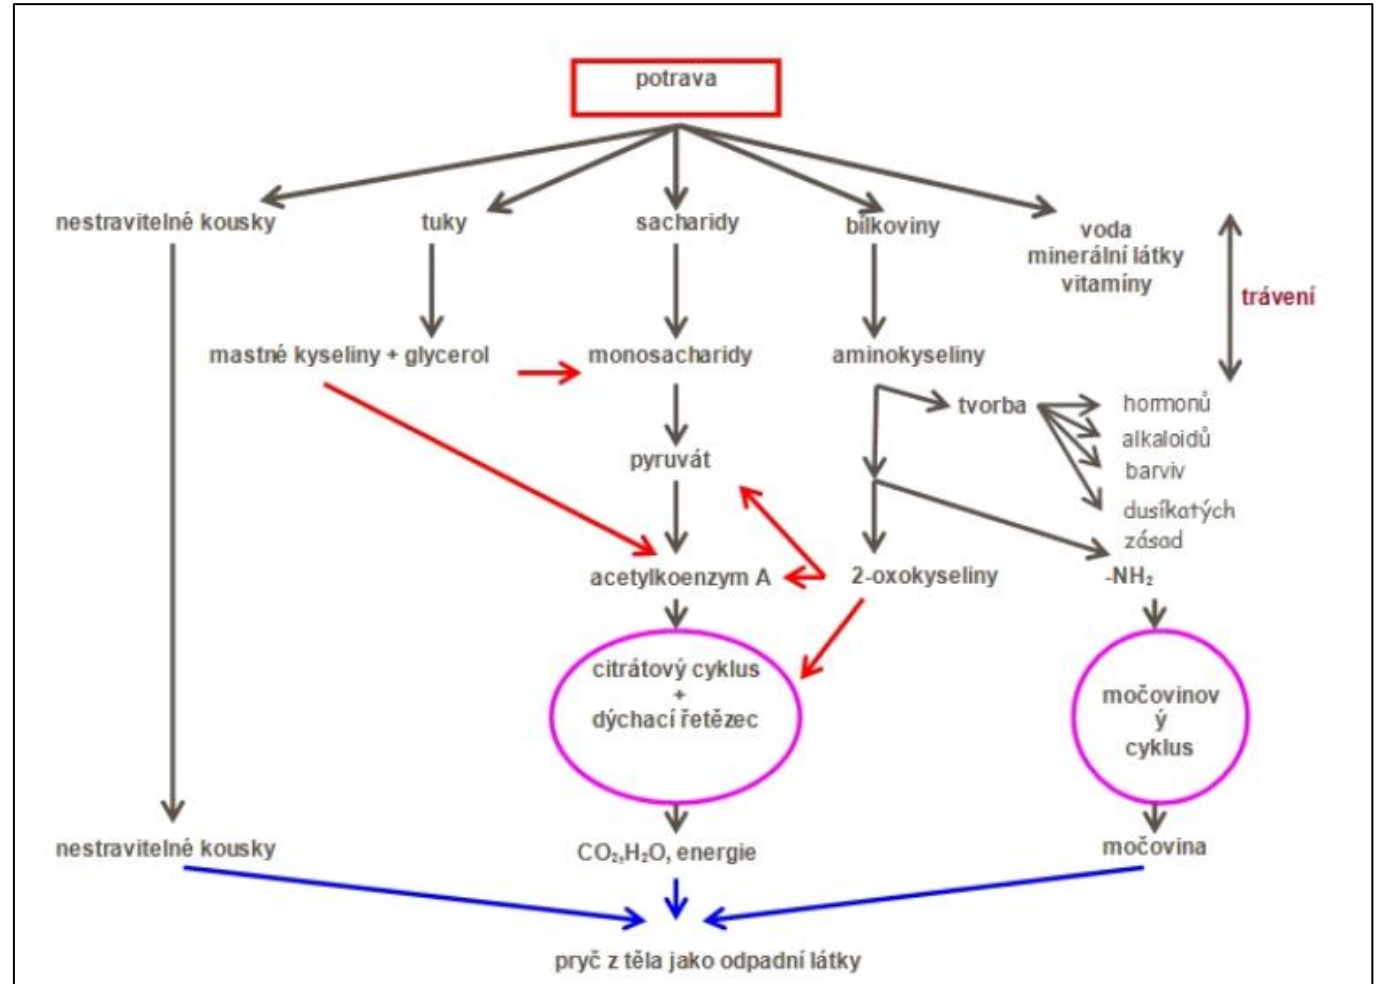 potrava
nestravitelné kousky
tuky
sacharidy
bílkoviny
voda
minerální látky
vitamíny
trávení
mastné kyseliny + glycerol
monosacharidy
aminokyseliny
tvorba
hormonů
alkaloidů
barviv
dusíkatých
zásad
pyruvát
acetylkoenzym A
2-oxokyseliny
-NH₂
citrátový cyklus
+
dýchací řetězec
močovinov
ý
cyklus
nestravitelné kousky
CO₂,H₂O, energie
močovina
pryč z těla jako odpadní látky